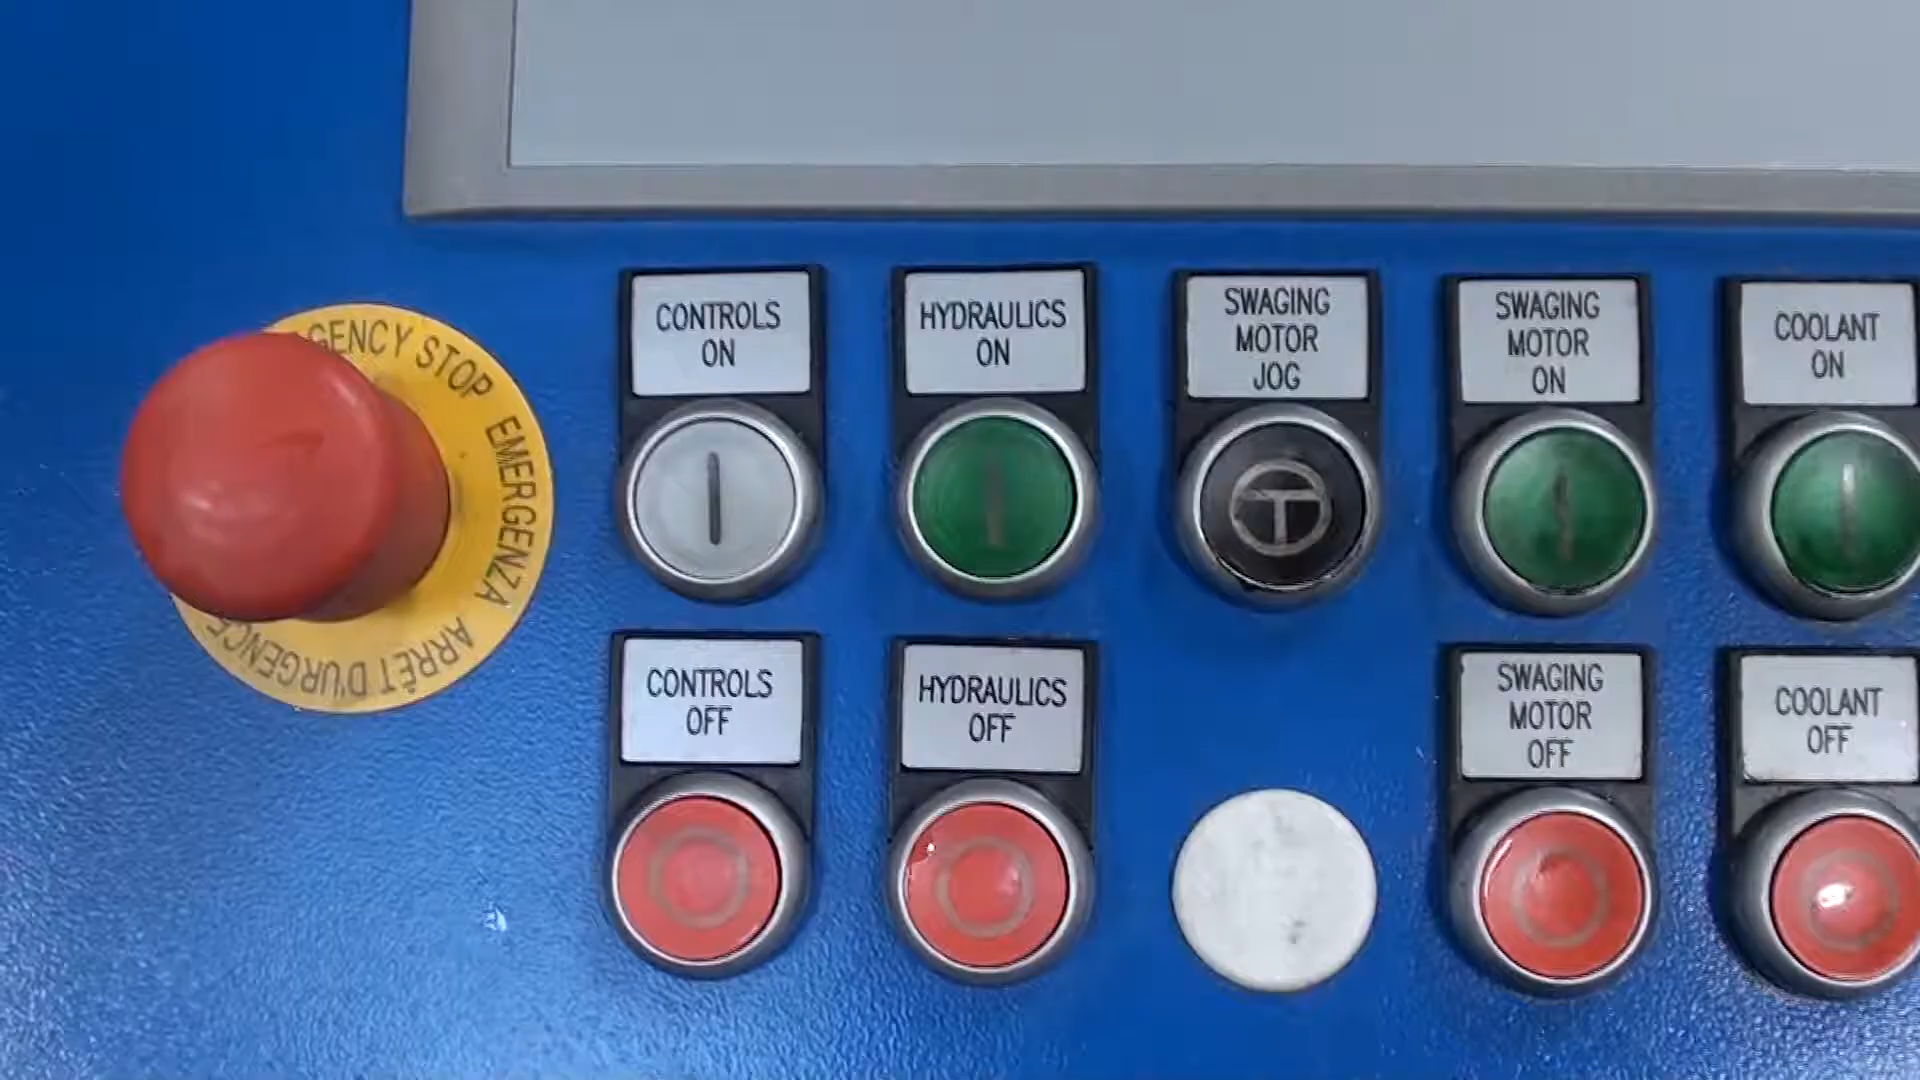 GENCY STOP
EMERGENZA
ARRÊT D'URGENCE
CONTROLS
ON
HYDRAULICS
ON
SWAGING
MOTOR
JOG
SWAGING
MOTOR
ON
COOLANT
ON
CONTROLS
OFF
HYDRAULICS
OFF
SWAGING
MOTOR
OFF
COOLANT
OFF